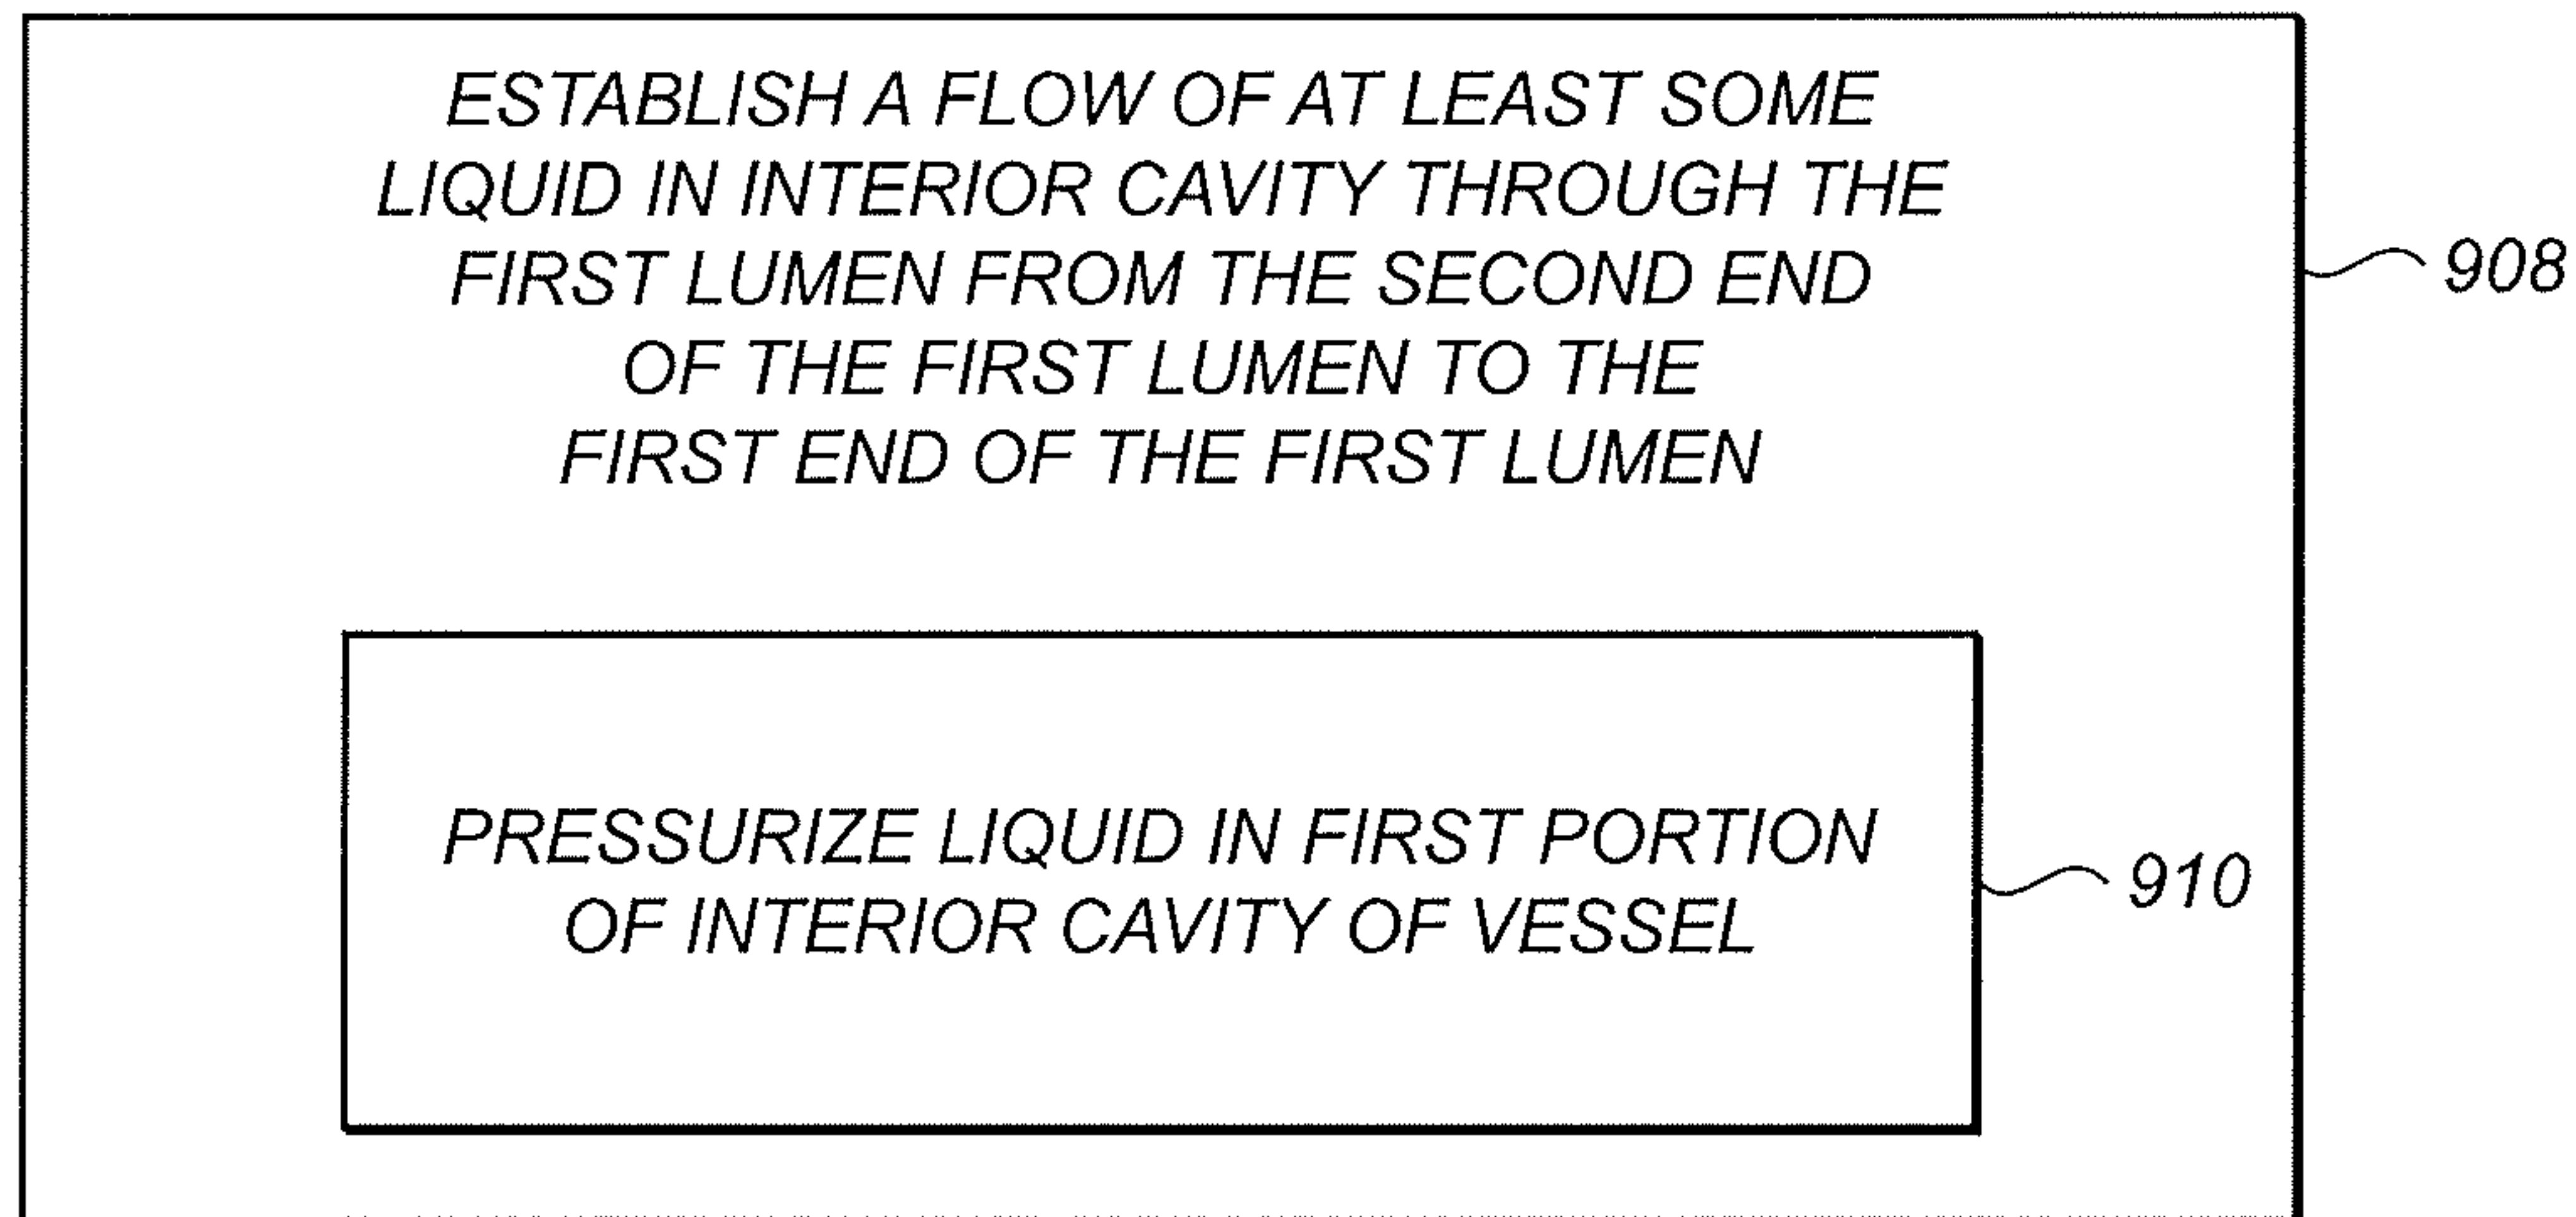 ESTABLISH A FLOW OF AT LEAST SOME
LIQUID IN INTERIOR CAVITY THROUGH THE
FIRST LUMEN FROM THE SECOND END
908
OF THE FIRST LUMEN TO THE
FIRST END OF THE FIRST LUMEN
PRESSURIZE LIQUID IN FIRST PORTION
910
OF INTERIOR CAVITY OF VESSEL